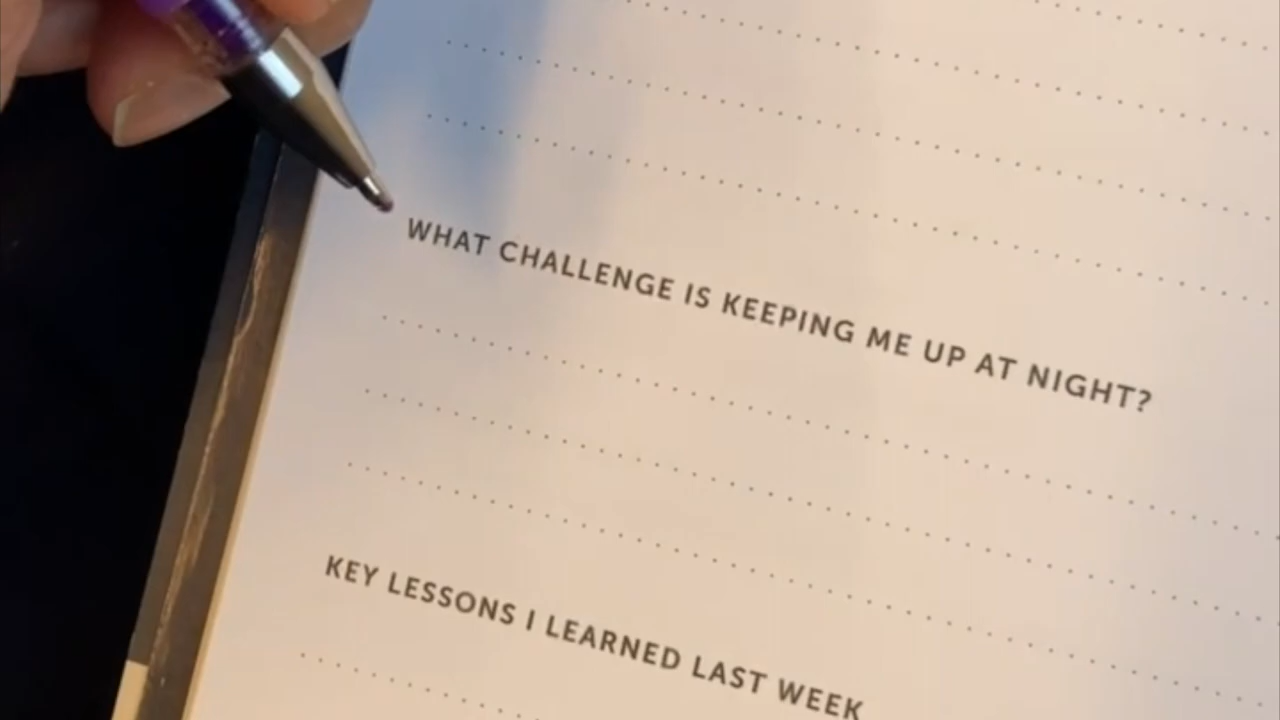 WHAT CHALLENGE IS KEEPING ME UP AT NIGHT?
KEY LESSONS I LEARNED LAST WEEK